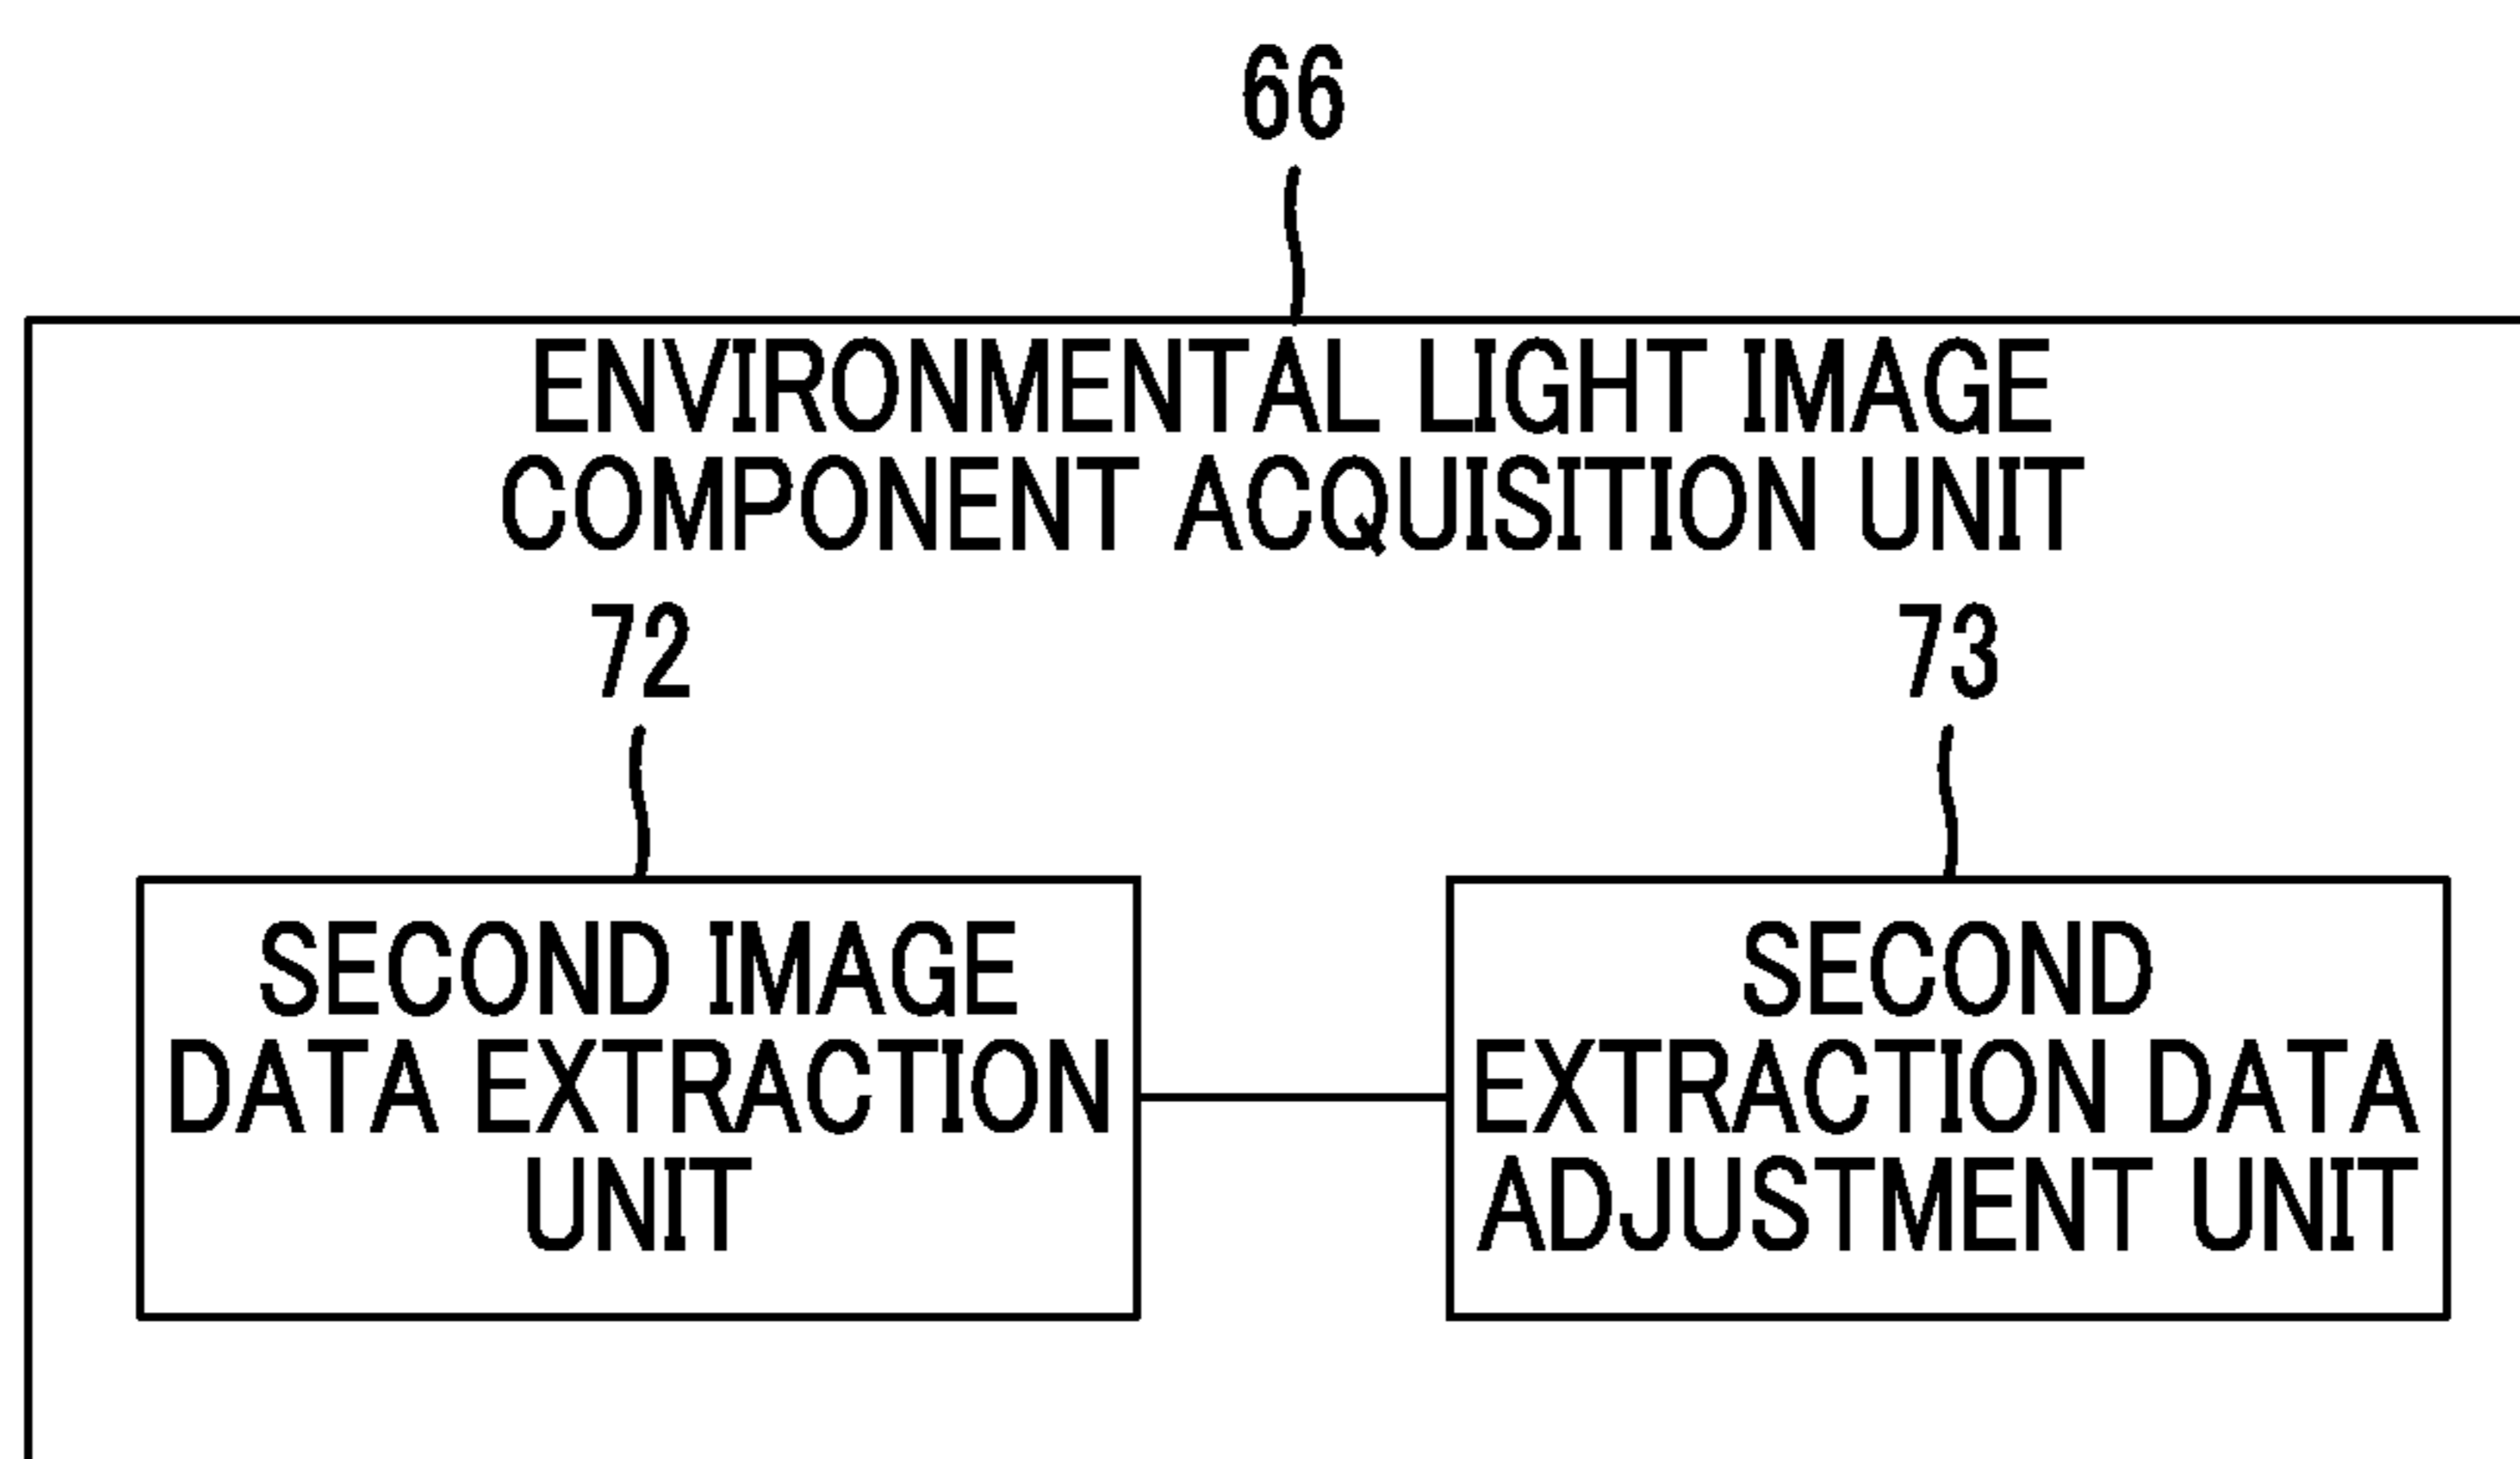 66
ENVIRONMENTAL LIGHT IMAGE
COMPONENT ACQUISITION UNIT
72
73
SECOND IMAGE
DATA EXTRACTION
UNIT
SECOND
EXTRACTION DATA
ADJUSTMENT UNIT